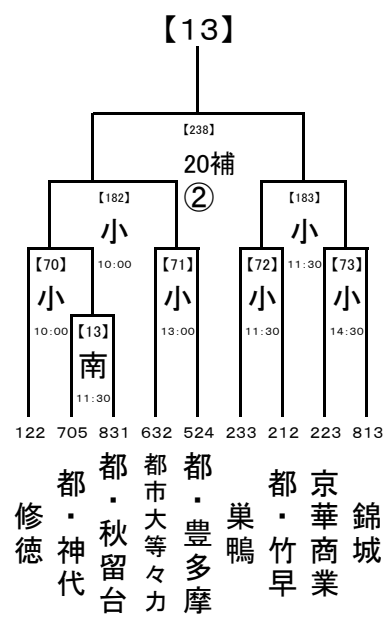 【13】
【238】
20補
②
【182】
小
10:00
【183】
小
11:30
【70】
小
10:00
【71】
小
13:00
【72】
小
11:30
【73】
小
14:30
【13】
南
11:30
122 705 831 632 524 233 212 223 813
修徳
都・神代
都・秋留台
都市大等々力
都・豊多摩
巣鴨
都・竹早
京華商業
錦城